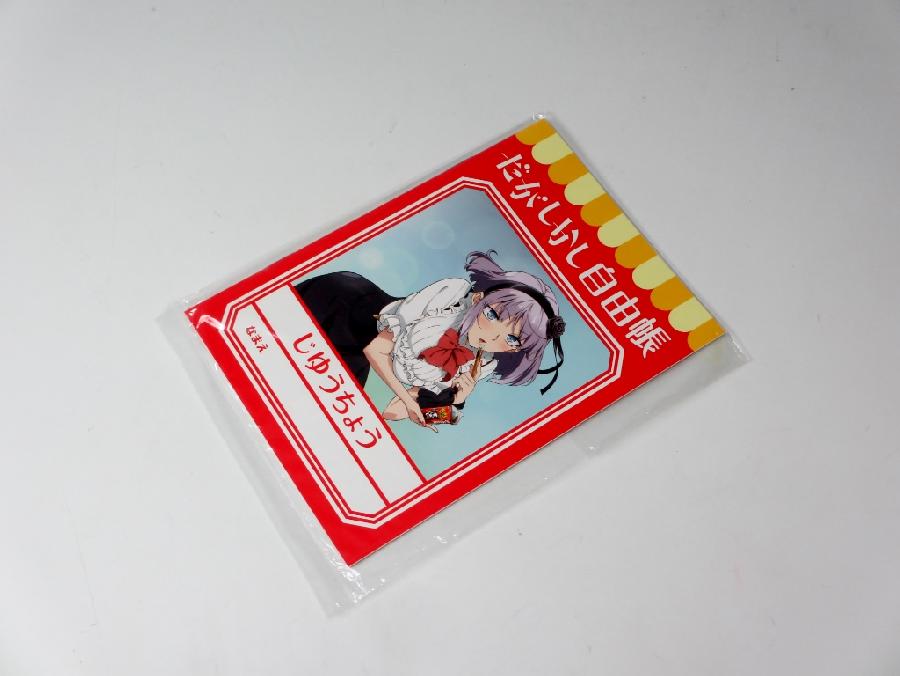 だがしかし自由帳
じゆうちょう
なまえ